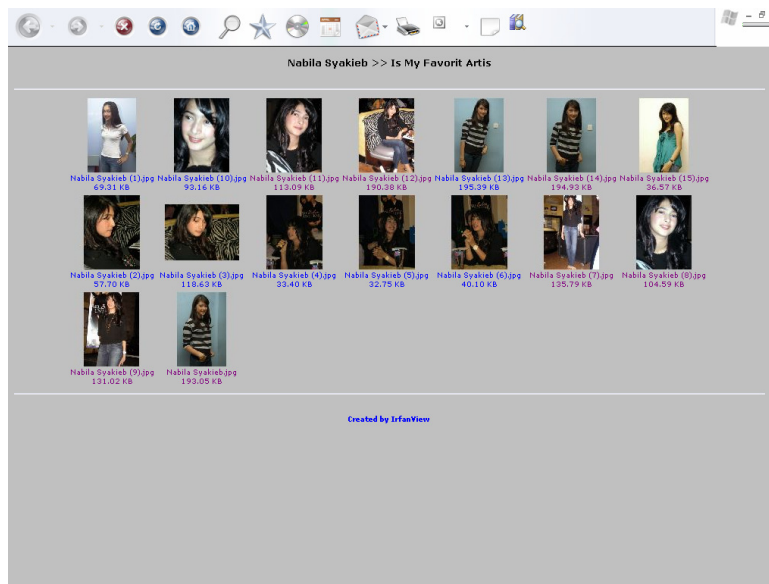 Nabila Syakieb >> Is My Favorit Artis
Nabila Syakieb (1).jpg Nabila Syakieb (10).jpg Nabila Syakieb (11).jpg Nabila Syakieb (12).jpg Nabila Syakieb (13).jpg Nabila Syakieb (14).jpg Nabila Syakieb (15).jpg
69.31 KB 93.16 KB 113.09 KB 190.38 KB 195.39 KB 194.93 KB 36.57 KB
Nabila Syakieb (2).jpg Nabila Syakieb (3).jpg Nabila Syakieb (4).jpg Nabila Syakieb (5).jpg Nabila Syakieb (6).jpg Nabila Syakieb (7).jpg Nabila Syakieb (8).jpg
57.70 KB 118.63 KB 33.40 KB 32.75 KB 40.10 KB 135.79 KB 104.59 KB
Nabila Syakieb (9).jpg Nabila Syakieb.jpg
131.02 KB 193.05 KB
Created by IrfanView